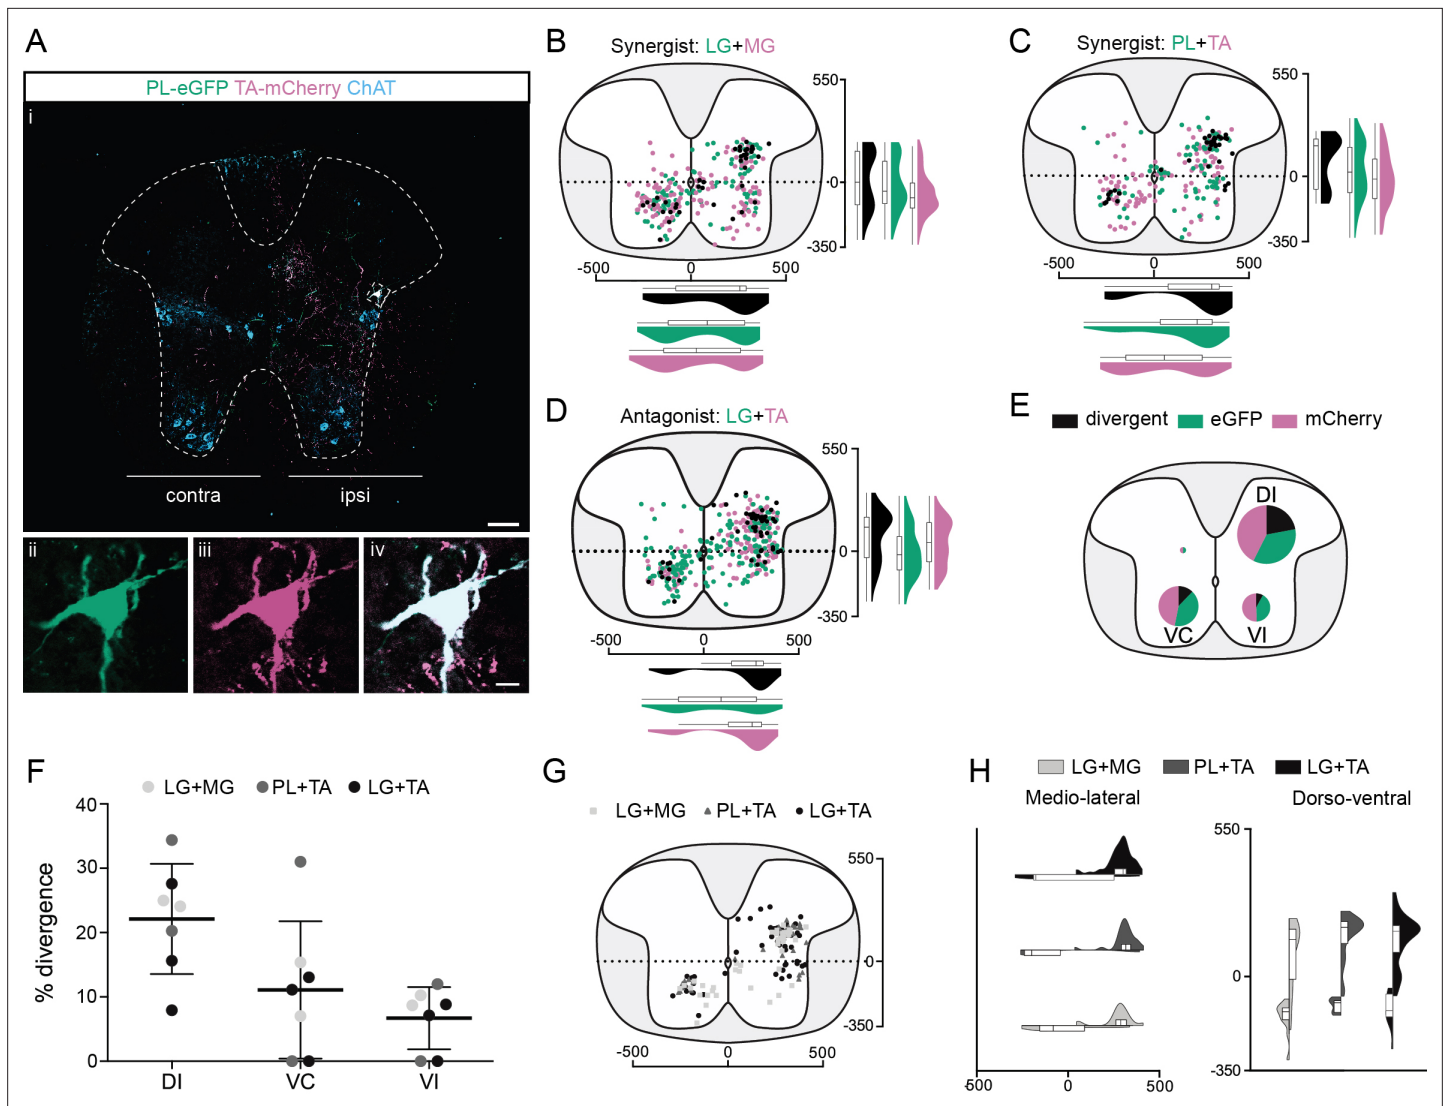 A
PL-eGFP TA-mCherry ChAT
i
contra
ipsi
ii
iii
iv
B
Synergist: LG+MG
550
0
-350
-500
0
500
C
Synergist: PL+TA
550
0
-350
-500
0
500
D
Antagonist: LG+TA
550
0
-350
-500
0
500
E
divergent eGFP mCherry
DI
VC
VI
F
LG+MG PL+TA LG+TA
% divergence
40
30
20
10
0
DI
VC
VI
G
LG+MG PL+TA LG+TA
550
0
-350
-500
0
500
H
LG+MG PL+TA LG+TA
Medio-lateral
Dorso-ventral
-500
0
500
550
0
-350